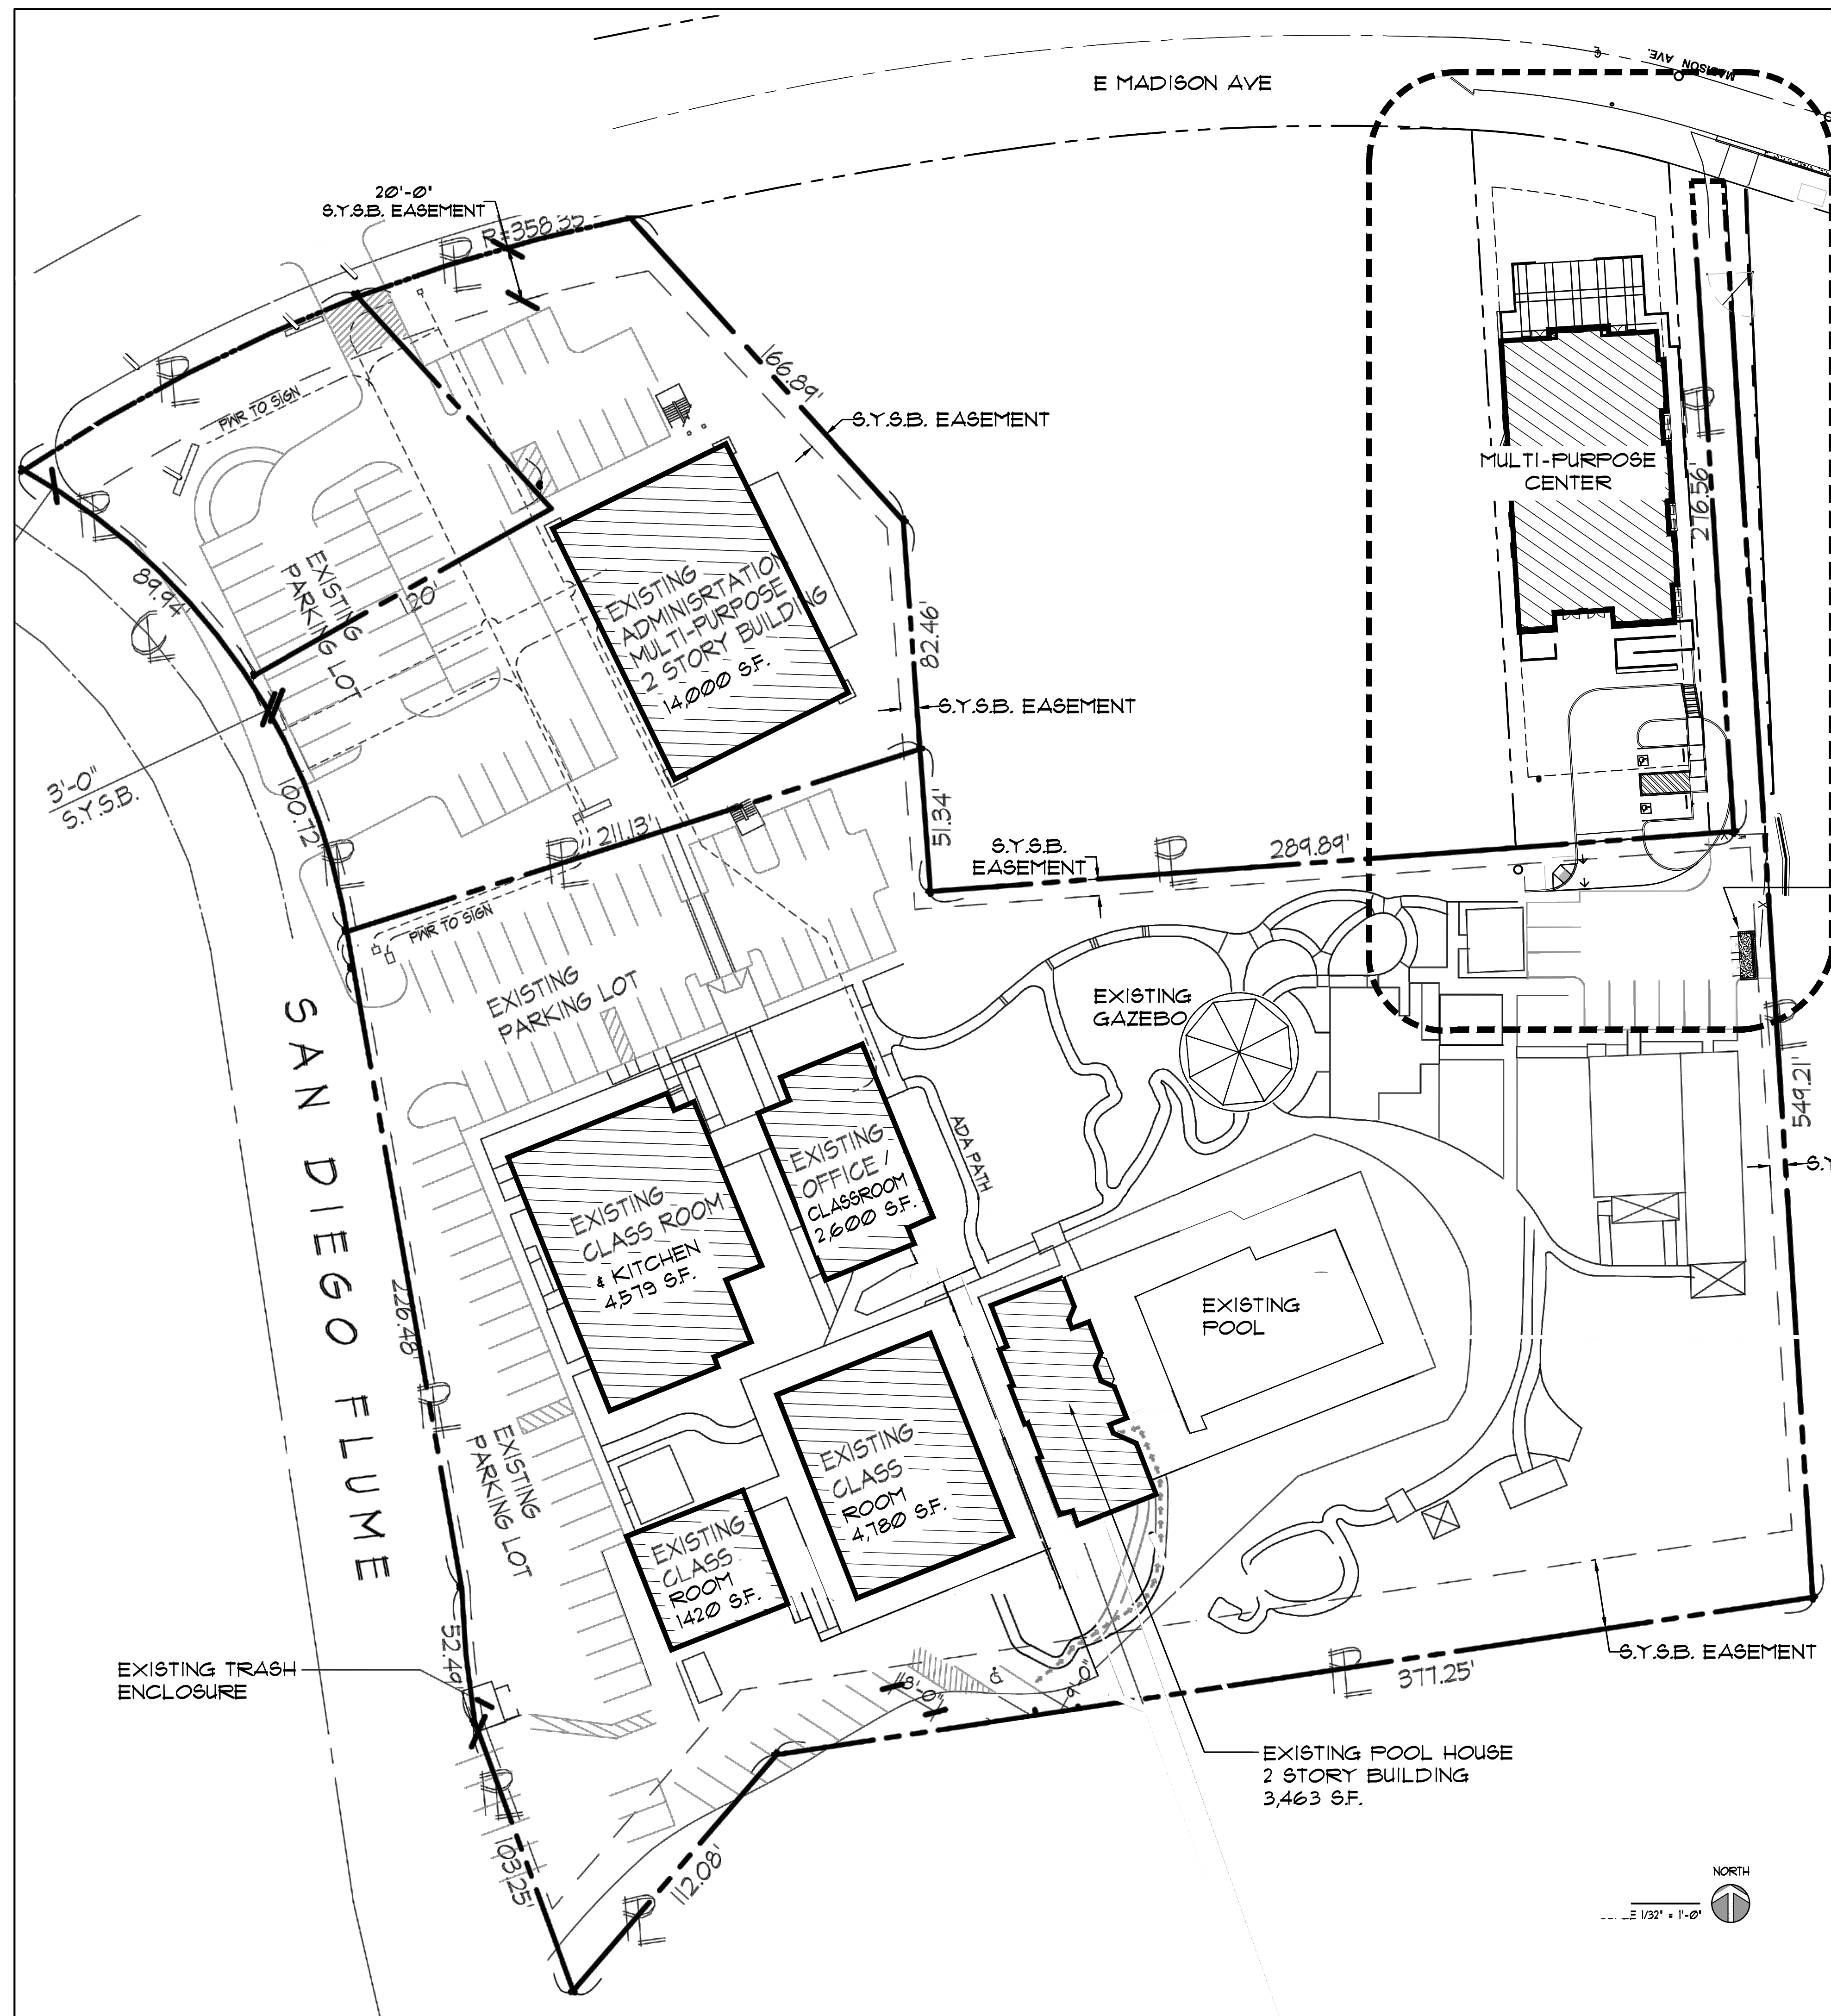 E MADISON AVE
MADISON AVE.
20'-0"
S.Y.S.B. EASEMENT
R=358.35
PWR TO SIGN
166.89'
S.Y.S.B. EASEMENT
MULTI-PURPOSE
CENTER
276.56'
EXISTING
PARKING LOT
89.94'
120'
EXISTING
ADMINISRTATION
MULTI-PURPOSE
2 STORY BUILDING
14,000 S.F.
82.46'
S.Y.S.B. EASEMENT
3'-0"
S.Y.S.B.
100.72'
211.13'
51.34'
S.Y.S.B.
EASEMENT
289.89'
PWR TO SIGN
EXISTING
PARKING LOT
EXISTING
GAZEBO
549.21'
SAN DIEGO FLUME
ADA PATH
EXISTING
OFFICE /
CLASSROOM
2,600 S.F.
EXISTING
CLASS ROOM
& KITCHEN
4,579 S.F.
226.48'
EXISTING
POOL
EXISTING
PARKING LOT
EXISTING
CLASS
ROOM
4,780 S.F.
EXISTING
CLASS
ROOM
1420 S.F.
52.49'
EXISTING TRASH
ENCLOSURE
18'-0"
9'-0"
377.25'
S.Y.S.B. EASEMENT
EXISTING POOL HOUSE
2 STORY BUILDING
3,463 S.F.
103.25'
112.08'
NORTH
1/32" = 1'-0"